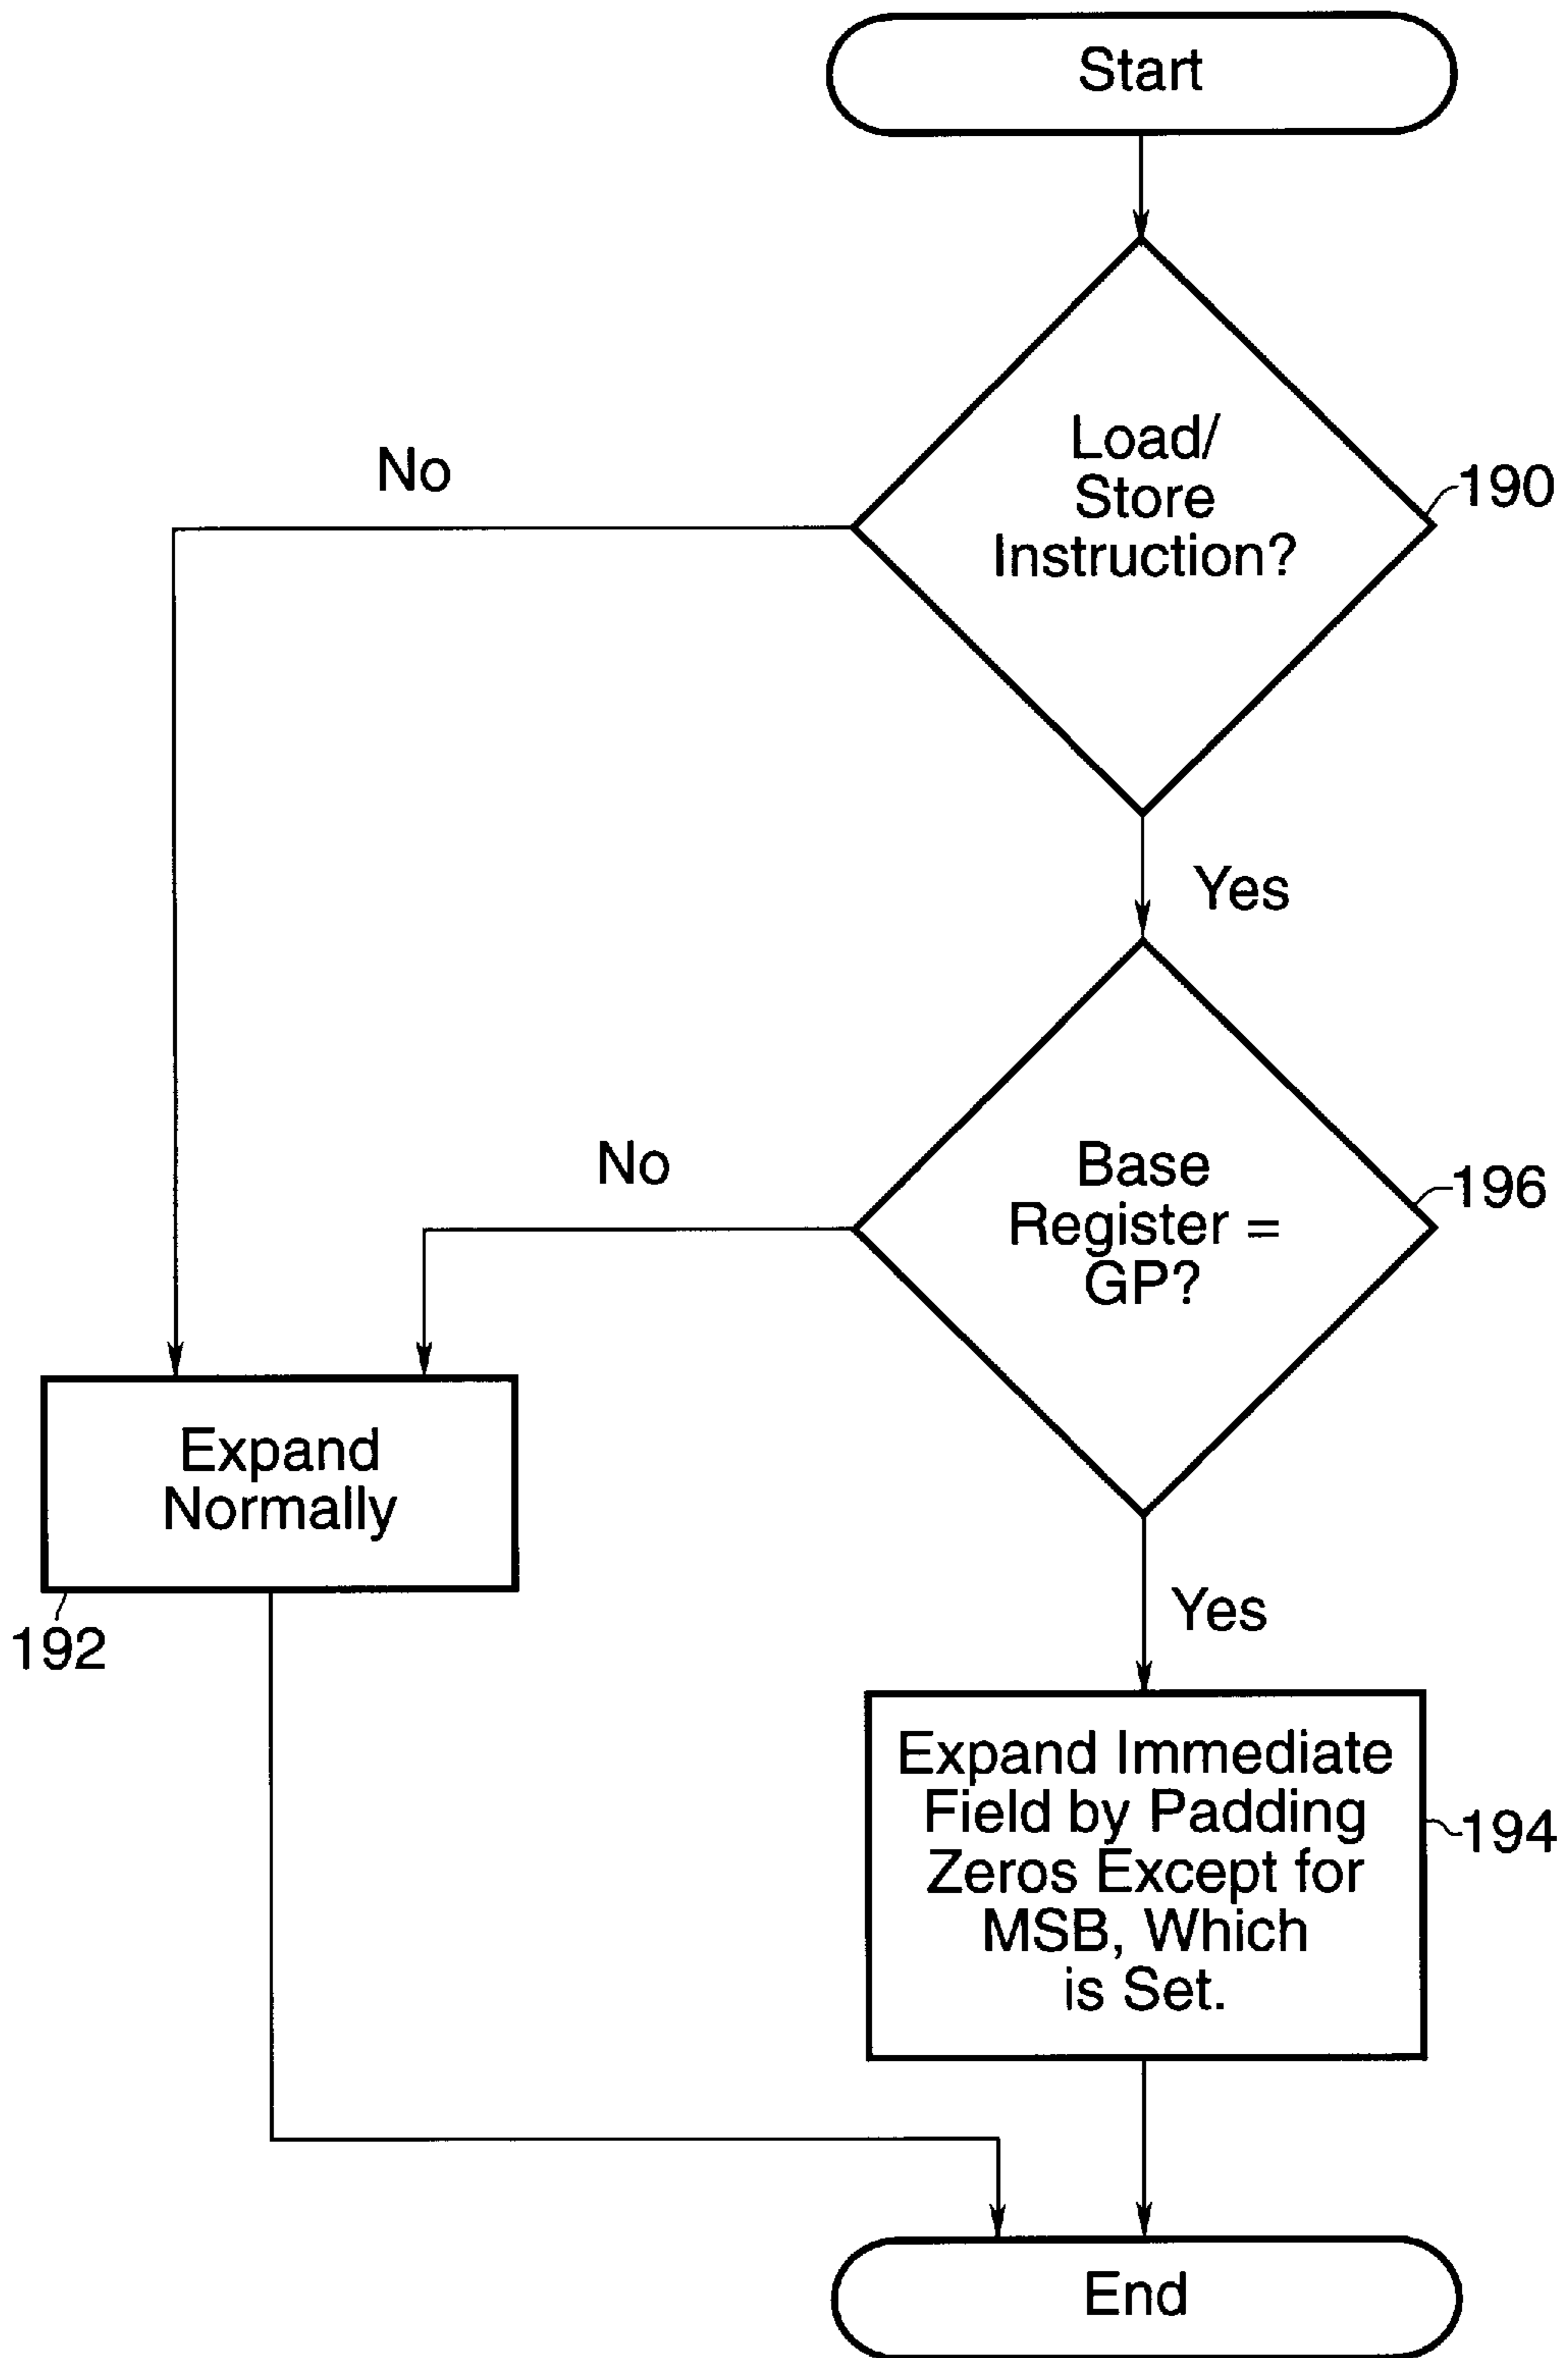 Start
Load/
Store
Instruction?
190
No
Yes
Base
Register =
GP?
196
No
Expand
Normally
192
Yes
Expand Immediate
Field by Padding
Zeros Except for
MSB, Which
is Set.
194
End